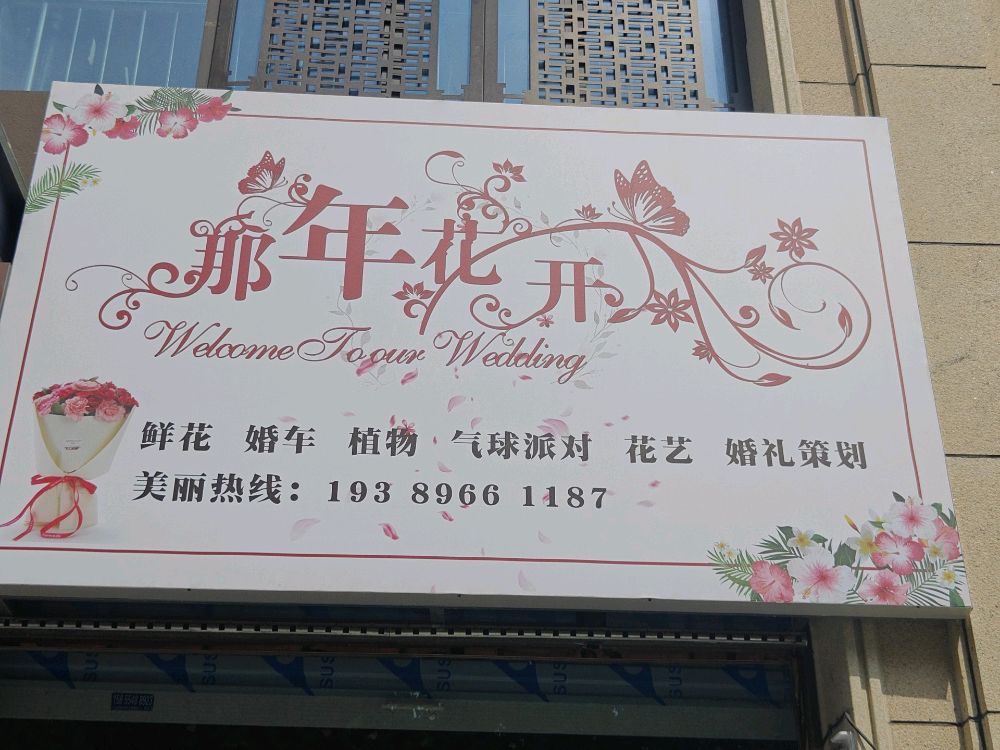 那年花开
Welcome To our Wedding
鲜花 婚车 植物 气球派对 花艺 婚礼策划
美丽热线：193 8966 1187